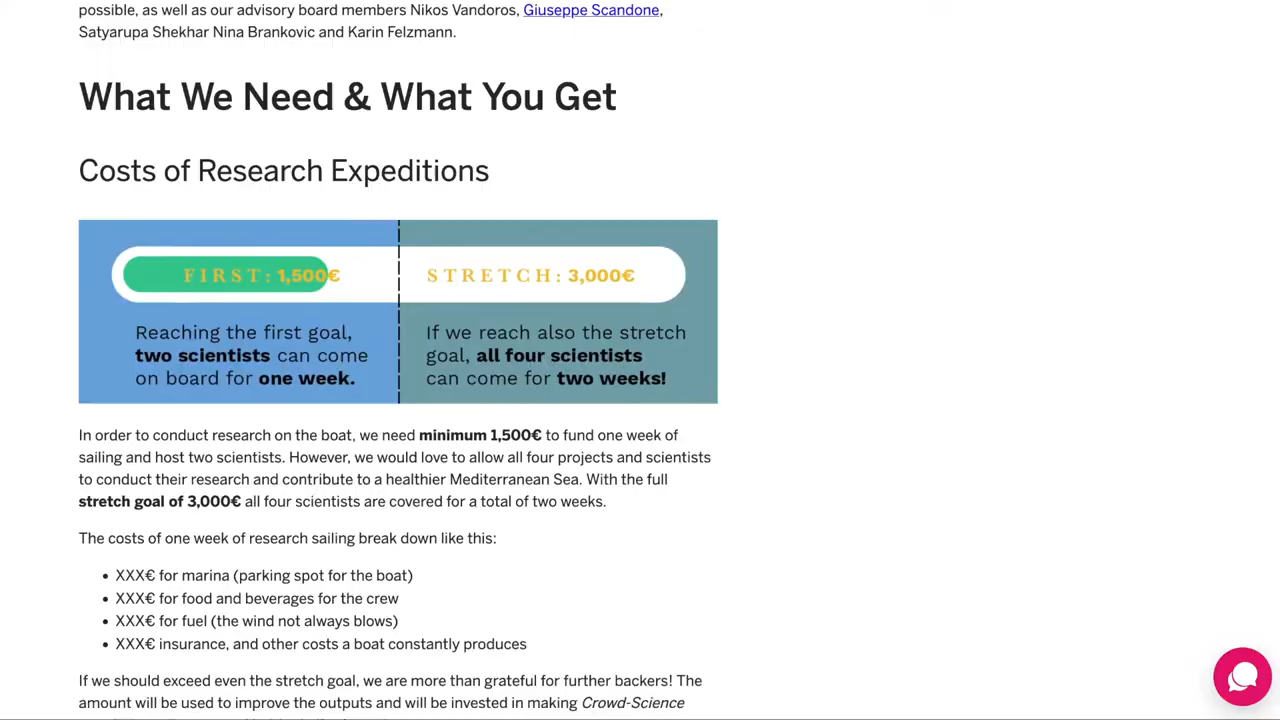 possible, as well as our advisory board members Nikos Vandoros, Giuseppe Scandone,
Satyarupa Shekhar Nina Brankovic and Karin Felzmann.
What We Need & What You Get
Costs of Research Expeditions
FIRST: 1,500€
STRETCH: 3,000€
Reaching the first goal,
two scientists can come
on board for one week.
If we reach also the stretch
goal, all four scientists
can come for two weeks!
In order to conduct research on the boat, we need minimum 1,500€ to fund one week of
sailing and host two scientists. However, we would love to allow all four projects and scientists
to conduct their research and contribute to a healthier Mediterranean Sea. With the full
stretch goal of 3,000€ all four scientists are covered for a total of two weeks.
The costs of one week of research sailing break down like this:
• XXX€ for marina (parking spot for the boat)
• XXX€ for food and beverages for the crew
• XXX€ for fuel (the wind not always blows)
• XXX€ insurance, and other costs a boat constantly produces
If we should exceed even the stretch goal, we are more than grateful for further backers! The
amount will be used to improve the outputs and will be invested in making Crowd-Science